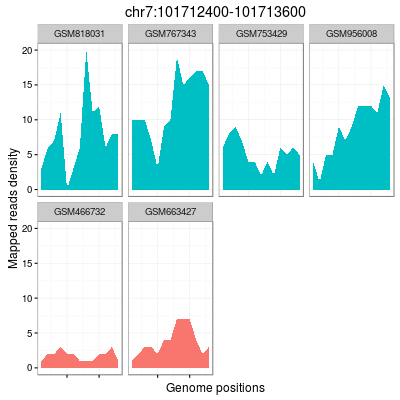 chr7:101712400-101713600
GSM818031 GSM767343 GSM753429 GSM956008
20
15
10
5
0
Mapped reads density
GSM466732 GSM663427
20
15
10
5
0
Genome positions